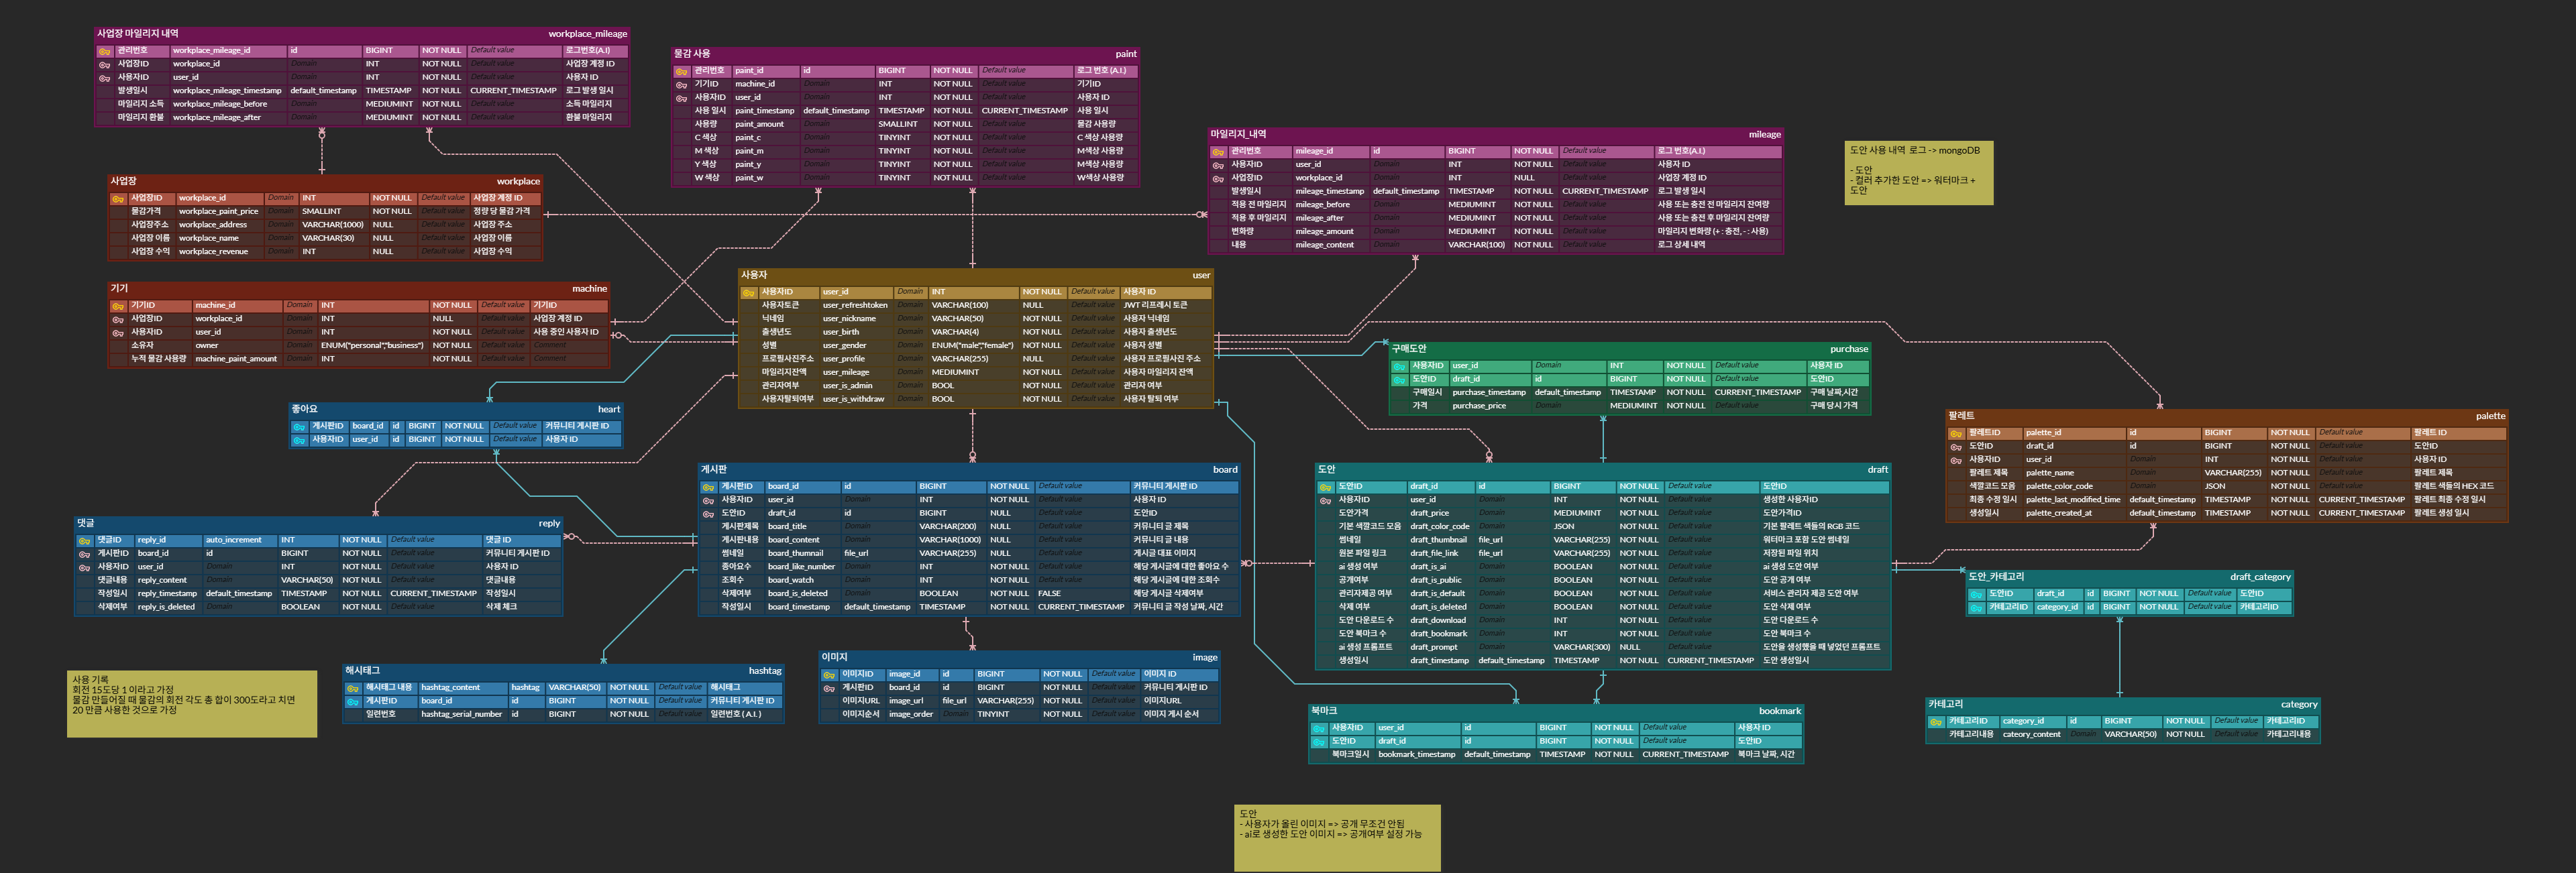 사업장 마일리지 내역 workplace_mileage
관리번호 workplace_mileage_id id BIGINT NOT NULL Default value 로그번호(A.I)
사업장ID workplace_id Domain INT NOT NULL Default value 사업장 계정 ID
사용자ID user_id Domain INT NOT NULL Default value 사용자 ID
발생일시 workplace_mileage_timestamp default_timestamp TIMESTAMP NOT NULL CURRENT_TIMESTAMP 로그 발생 일시
마일리지 소득 workplace_mileage_before Domain MEDIUMINT NOT NULL Default value 소득 마일리지
마일리지 환불 workplace_mileage_after Domain MEDIUMINT NOT NULL Default value 환불 마일리지
물감 사용 paint
관리번호 paint_id id BIGINT NOT NULL Default value 로그 번호 (A.I.)
기기ID machine_id Domain INT NOT NULL Default value 기기ID
사용자ID user_id Domain INT NOT NULL Default value 사용자 ID
사용 일시 paint_timestamp default_timestamp TIMESTAMP NOT NULL CURRENT_TIMESTAMP 사용 일시
사용량 paint_amount Domain SMALLINT NOT NULL Default value 물감 사용량
C 색상 paint_c Domain TINYINT NOT NULL Default value C 색상 사용량
M 색상 paint_m Domain TINYINT NOT NULL Default value M색상 사용량
Y 색상 paint_y Domain TINYINT NOT NULL Default value M색상 사용량
W 색상 paint_w Domain TINYINT NOT NULL Default value W색상 사용량
마일리지_내역 mileage
관리번호 mileage_id id BIGINT NOT NULL Default value 로그 번호(A.I.)
사용자ID user_id Domain INT NOT NULL Default value 사용자 ID
사업장ID workplace_id Domain INT NULL Default value 사업장 계정 ID
발생일시 mileage_timestamp default_timestamp TIMESTAMP NOT NULL CURRENT_TIMESTAMP 로그 발생 일시
적용 전 마일리지 mileage_before Domain MEDIUMINT NOT NULL Default value 사용 또는 충전 전 마일리지 잔여량
적용 후 마일리지 mileage_after Domain MEDIUMINT NOT NULL Default value 사용 또는 충전 후 마일리지 잔여량
변화량 mileage_amount Domain MEDIUMINT NOT NULL Default value 마일리지 변화량 (+ : 충전, - : 사용)
내용 mileage_content Domain VARCHAR(100) NOT NULL Default value 로그 상세 내역
도안 사용 내역 로그 -> mongoDB
- 도안
- 컬러 추가한 도안 => 워터마크 +
도안
사업장 workplace
사업장ID workplace_id Domain INT NOT NULL Default value 사업장 계정 ID
물감가격 workplace_paint_price Domain SMALLINT NOT NULL Default value 정량 당 물감 가격
사업장주소 workplace_address Domain VARCHAR(1000) NULL Default value 사업장 주소
사업장 이름 workplace_name Domain VARCHAR(30) NULL Default value 사업장 이름
사업장 수익 workplace_revenue Domain INT NULL Default value 사업장 수익
기기 machine
기기ID machine_id Domain INT NOT NULL Default value 기기ID
사업장ID workplace_id Domain INT NULL Default value 사업장 계정 ID
사용자ID user_id Domain INT NOT NULL Default value 사용 중인 사용자 ID
소유자 owner Domain ENUM("personal","business") NOT NULL Default value Comment
누적 물감 사용량 machine_paint_amount Domain INT NOT NULL Default value Comment
사용자 user
사용자ID user_id Domain INT NOT NULL Default value 사용자 ID
사용자토큰 user_refreshtoken Domain VARCHAR(100) NULL Default value JWT 리프레시 토큰
닉네임 user_nickname Domain VARCHAR(50) NOT NULL Default value 사용자 닉네임
출생년도 user_birth Domain VARCHAR(4) NOT NULL Default value 사용자 출생년도
성별 user_gender Domain ENUM("male","female") NOT NULL Default value 사용자 성별
프로필사진주소 user_profile Domain VARCHAR(255) NULL Default value 사용자 프로필사진 주소
마일리지잔액 user_mileage Domain MEDIUMINT NOT NULL Default value 사용자 마일리지 잔액
관리자여부 user_is_admin Domain BOOL NOT NULL Default value 관리자 여부
사용자탈퇴여부 user_is_withdraw Domain BOOL NOT NULL Default value 사용자 탈퇴 여부
구매도안 purchase
사용자ID user_id Domain INT NOT NULL Default value 사용자 ID
도안ID draft_id id BIGINT NOT NULL Default value 도안ID
구매일시 purchase_timestamp default_timestamp TIMESTAMP NOT NULL CURRENT_TIMESTAMP 구매 날짜,시간
가격 purchase_price Domain MEDIUMINT NOT NULL Default value 구매 당시 가격
좋아요 heart
게시판ID board_id id BIGINT NOT NULL Default value 커뮤니티 게시판 ID
사용자ID user_id id BIGINT NOT NULL Default value 사용자 ID
팔레트 palette
팔레트ID palette_id id BIGINT NOT NULL Default value 팔레트 ID
도안ID draft_id id BIGINT NOT NULL Default value 도안ID
사용자ID user_id Domain INT NOT NULL Default value 사용자 ID
팔레트 제목 palette_name Domain VARCHAR(255) NOT NULL Default value 팔레트 제목
색깔코드 모음 palette_color_code Domain JSON NOT NULL Default value 팔레트 색들의 HEX 코드
최종 수정 일시 palette_last_modified_time default_timestamp TIMESTAMP NOT NULL CURRENT_TIMESTAMP 팔레트 최종 수정 일시
생성일시 palette_created_at default_timestamp TIMESTAMP NOT NULL CURRENT_TIMESTAMP 팔레트 생성 일시
게시판 board
게시판ID board_id id BIGINT NOT NULL Default value 커뮤니티 게시판 ID
사용자ID user_id Domain INT NOT NULL Default value 사용자 ID
도안ID draft_id id BIGINT NULL Default value 도안ID
게시판제목 board_title Domain VARCHAR(200) NULL Default value 커뮤니티 글 제목
게시판내용 board_content Domain VARCHAR(1000) NULL Default value 커뮤니티 글 내용
썸네일 board_thumnail file_url VARCHAR(255) NULL Default value 게시글 대표 이미지
좋아요수 board_like_number Domain INT NOT NULL Default value 해당 게시글에 대한 좋아요 수
조회수 board_watch Domain INT NOT NULL Default value 해당 게시글에 대한 조회수
삭제여부 board_is_deleted Domain BOOLEAN NOT NULL FALSE 해당 게시글 삭제여부
작성일시 board_timestamp default_timestamp TIMESTAMP NOT NULL CURRENT_TIMESTAMP 커뮤니티 글 작성 날짜, 시간
도안 draft
도안ID draft_id id BIGINT NOT NULL Default value 도안ID
사용자ID user_id Domain INT NOT NULL Default value 생성한 사용자ID
도안가격 draft_price Domain MEDIUMINT NOT NULL Default value 도안가격ID
기본 색깔코드 모음 draft_color_code Domain JSON NOT NULL Default value 기본 팔레트 색들의 RGB 코드
썸네일 draft_thumbnail file_url VARCHAR(255) NOT NULL Default value 워터마크 포함 도안 썸네일
원본 파일 링크 draft_file_link file_url VARCHAR(255) NOT NULL Default value 저장된 파일 위치
ai 생성 여부 draft_is_ai Domain BOOLEAN NOT NULL Default value ai 생성 도안 여부
공개여부 draft_is_public Domain BOOLEAN NOT NULL Default value 도안 공개 여부
관리자제공 여부 draft_is_default Domain BOOLEAN NOT NULL Default value 서비스 관리자 제공 도안 여부
삭제 여부 draft_is_deleted Domain BOOLEAN NOT NULL Default value 도안 삭제 여부
도안 다운로드 수 draft_download Domain INT NOT NULL Default value 도안 다운로드 수
도안 북마크 수 draft_bookmark Domain INT NOT NULL Default value 도안 북마크 수
ai 생성 프롬프트 draft_prompt Domain VARCHAR(300) NULL Default value 도안을 생성했을 때 넣었던 프롬프트
생성일시 draft_timestamp default_timestamp TIMESTAMP NOT NULL CURRENT_TIMESTAMP 도안 생성일시
댓글 reply
댓글ID reply_id auto_increment INT NOT NULL Default value 댓글 ID
게시판ID board_id id BIGINT NOT NULL Default value 커뮤니티 게시판 ID
사용자ID user_id Domain INT NOT NULL Default value 사용자 ID
댓글내용 reply_content Domain VARCHAR(50) NOT NULL Default value 댓글내용
작성일시 reply_timestamp default_timestamp TIMESTAMP NOT NULL CURRENT_TIMESTAMP 작성일시
삭제여부 reply_is_deleted Domain BOOLEAN NOT NULL Default value 삭제 체크
도안_카테고리 draft_category
도안ID draft_id id BIGINT NOT NULL Default value 도안ID
카테고리ID category_id id BIGINT NOT NULL Default value 카테고리ID
사용 기록
회전 15도당 1 이라고 가정
물감 만들어질 때 물감의 회전 각도 총 합이 300도라고 치면
20 만큼 사용한 것으로 가정
해시태그 hashtag
해시태그 내용 hashtag_content hashtag VARCHAR(50) NOT NULL Default value 해시태그
게시판ID board_id id BIGINT NOT NULL Default value 커뮤니티 게시판 ID
일련번호 hashtag_serial_number id BIGINT NOT NULL Default value 일련번호 ( A.I. )
이미지 image
이미지ID image_id id BIGINT NOT NULL Default value 이미지 ID
게시판ID board_id id BIGINT NOT NULL Default value 커뮤니티 게시판 ID
이미지URL image_url file_url VARCHAR(255) NOT NULL Default value 이미지URL
이미지순서 image_order Domain TINYINT NOT NULL Default value 이미지 게시 순서
북마크 bookmark
사용자ID user_id id BIGINT NOT NULL Default value 사용자 ID
도안ID draft_id id BIGINT NOT NULL Default value 도안ID
북마크일시 bookmark_timestamp default_timestamp TIMESTAMP NOT NULL CURRENT_TIMESTAMP 북마크 날짜, 시간
카테고리 category
카테고리ID category_id id BIGINT NOT NULL Default value 카테고리ID
카테고리내용 cateory_content Domain VARCHAR(50) NOT NULL Default value 카테고리내용
도안
- 사용자가 올린 이미지 => 공개 무조건 안됨
- ai로 생성한 도안 이미지 => 공개여부 설정 가능